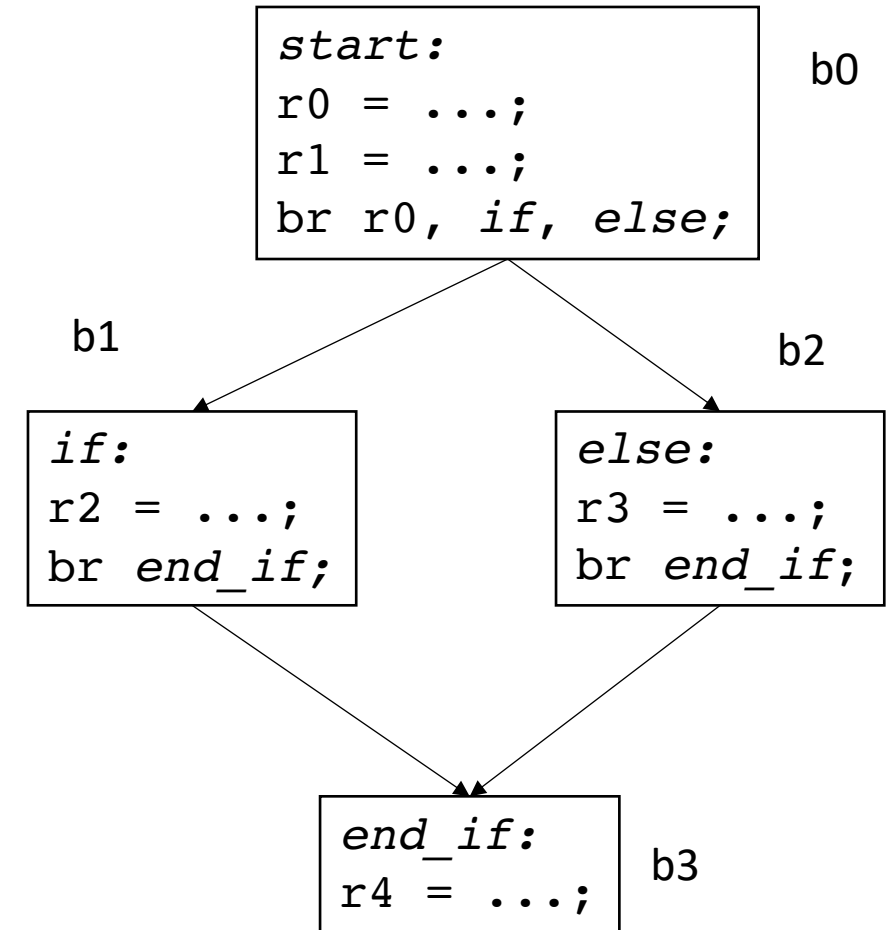 start:
r0 = ...;
r1 = ...;
br r0, if, else;
b0
b1
b2
if:
r2 = ...;
br end_if;
else:
r3 = ...;
br end_if;
end_if:
r4 = ...;
b3